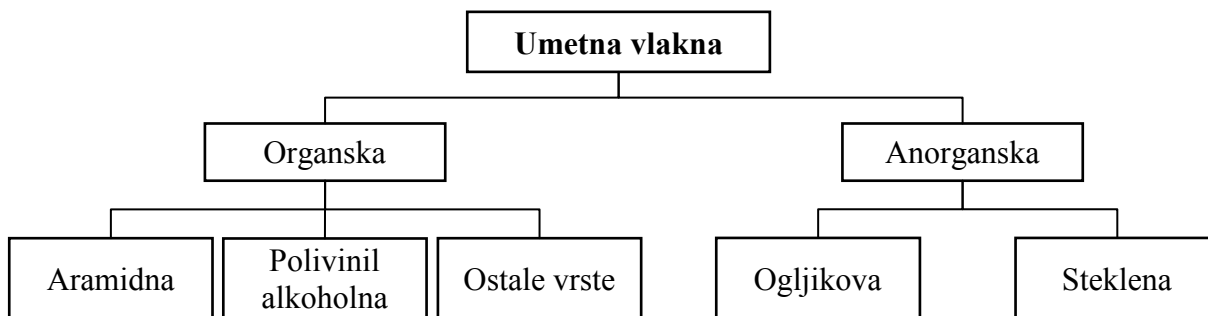 Umetna vlakna
Organska
Anorganska
Aramidna
Polivinil
alkoholna
Ostale vrste
Ogljikova
Steklena